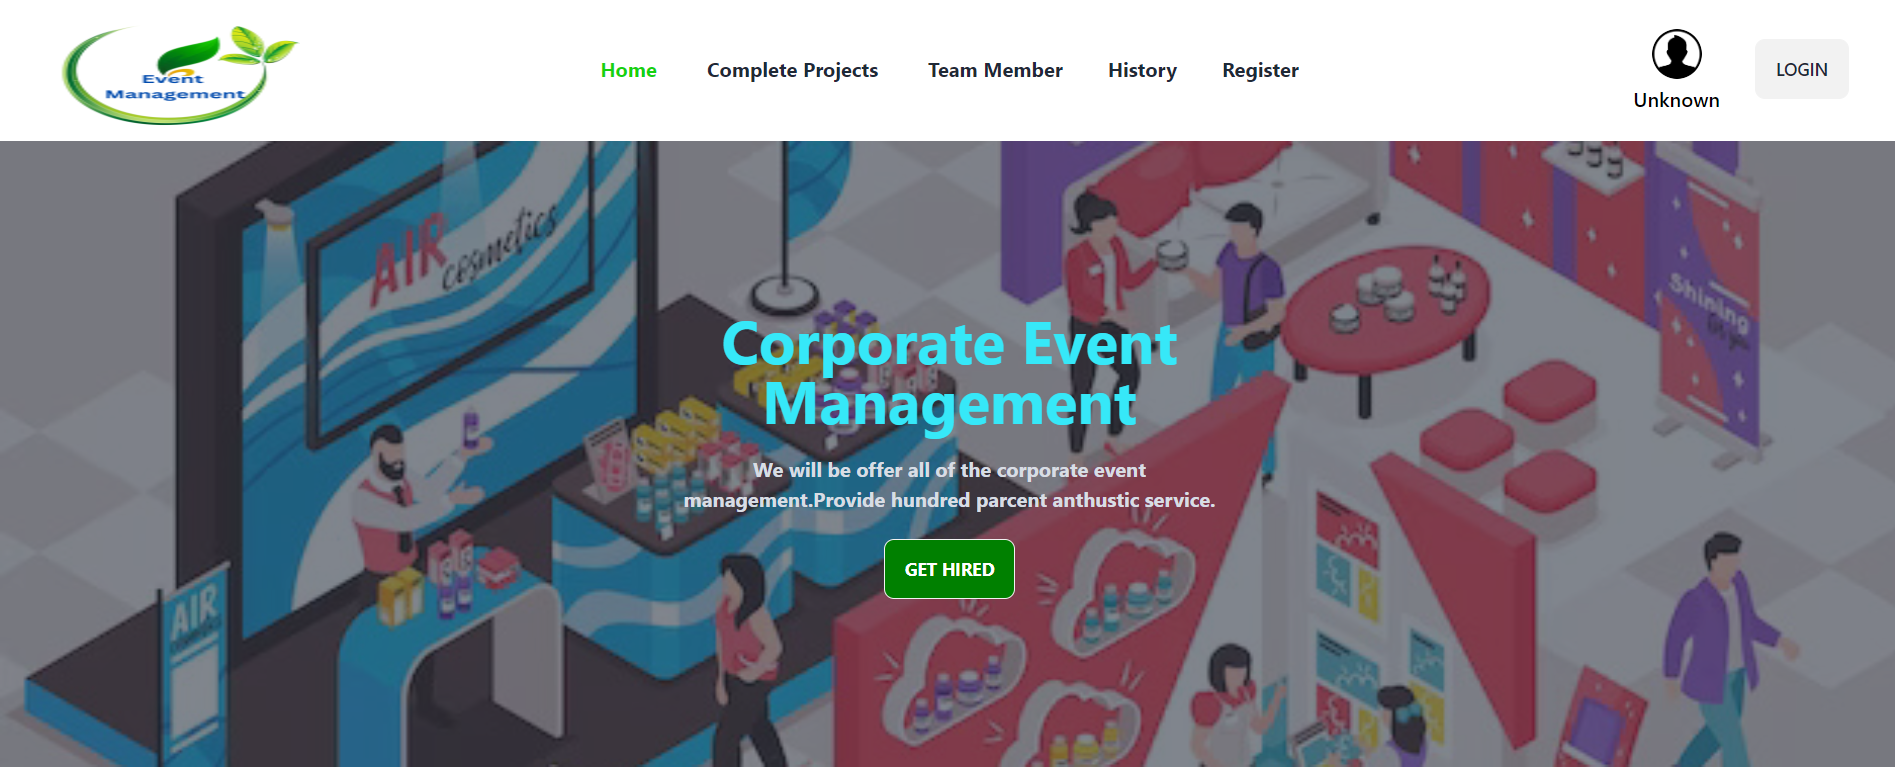 Event
Management
Home
Complete Projects
Team Member
History
Register
Unknown
LOGIN
AIR
cosmetics
Shining
Corporate Event
Management
We will be offer all of the corporate event
management.Provide hundred parcent anthustic service.
GET HIRED
AIR